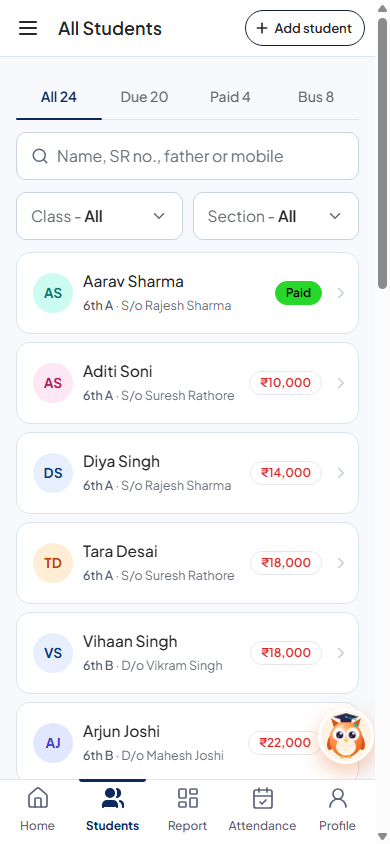 All Students
+ Add student
All 24
Due 20
Paid 4
Bus 8
Name, SR no., father or mobile
Class - All
Section - All
AS
Aarav Sharma
Paid
6th A · S/o Rajesh Sharma
AS
Aditi Soni
₹10,000
6th A · S/o Suresh Rathore
DS
Diya Singh
₹14,000
6th A · S/o Rajesh Sharma
TD
Tara Desai
₹18,000
6th A · S/o Suresh Rathore
VS
Vihaan Singh
₹18,000
6th B · D/o Vikram Singh
AJ
Arjun Joshi
₹22,000
6th B · D/o Mahesh Joshi
Home
Students
Report
Attendance
Profile